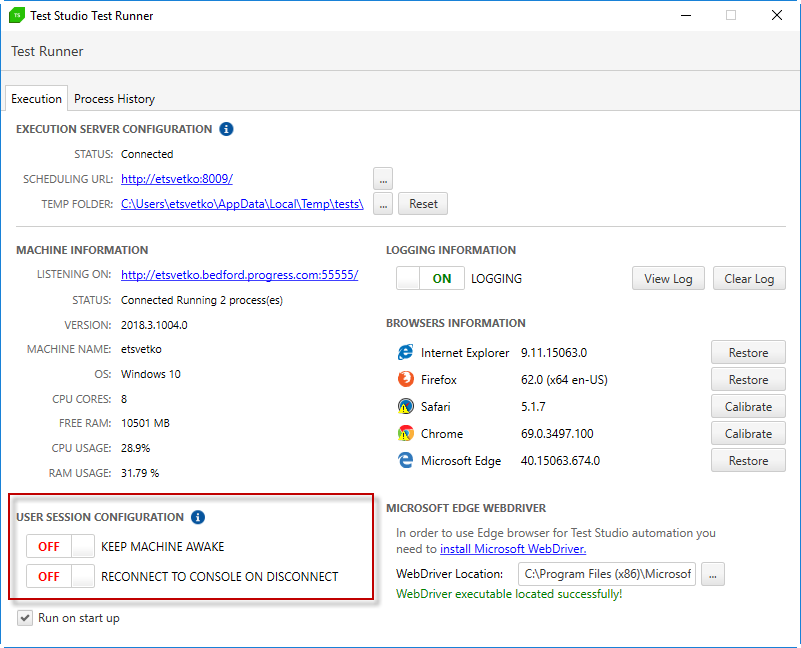 TS Test Studio Test Runner
Test Runner
Execution Process History
EXECUTION SERVER CONFIGURATION i
STATUS: Connected
SCHEDULING URL: http://etsvetko:8009/ ...
TEMP FOLDER: C:\Users\etsvetko\AppData\Local\Temp\tests\ ... Reset
MACHINE INFORMATION
LISTENING ON: http://etsvetko.bedford.progress.com:55555/
STATUS: Connected Running 2 process(es)
VERSION: 2018.3.1004.0
MACHINE NAME: etsvetko
OS: Windows 10
CPU CORES: 8
FREE RAM: 10501 MB
CPU USAGE: 28.9%
RAM USAGE: 31.79 %
USER SESSION CONFIGURATION i
OFF KEEP MACHINE AWAKE
OFF RECONNECT TO CONSOLE ON DISCONNECT
Run on start up
LOGGING INFORMATION
ON LOGGING View Log Clear Log
BROWSERS INFORMATION
Internet Explorer 9.11.15063.0 Restore
Firefox 62.0 (x64 en-US) Restore
Safari 5.1.7 Calibrate
Chrome 69.0.3497.100 Calibrate
Microsoft Edge 40.15063.674.0 Restore
MICROSOFT EDGE WEBDRIVER
In order to use Edge browser for Test Studio automation you
need to install Microsoft WebDriver.
WebDriver Location: C:\Program Files (x86)\Microsof ...
WebDriver executable located successfully!